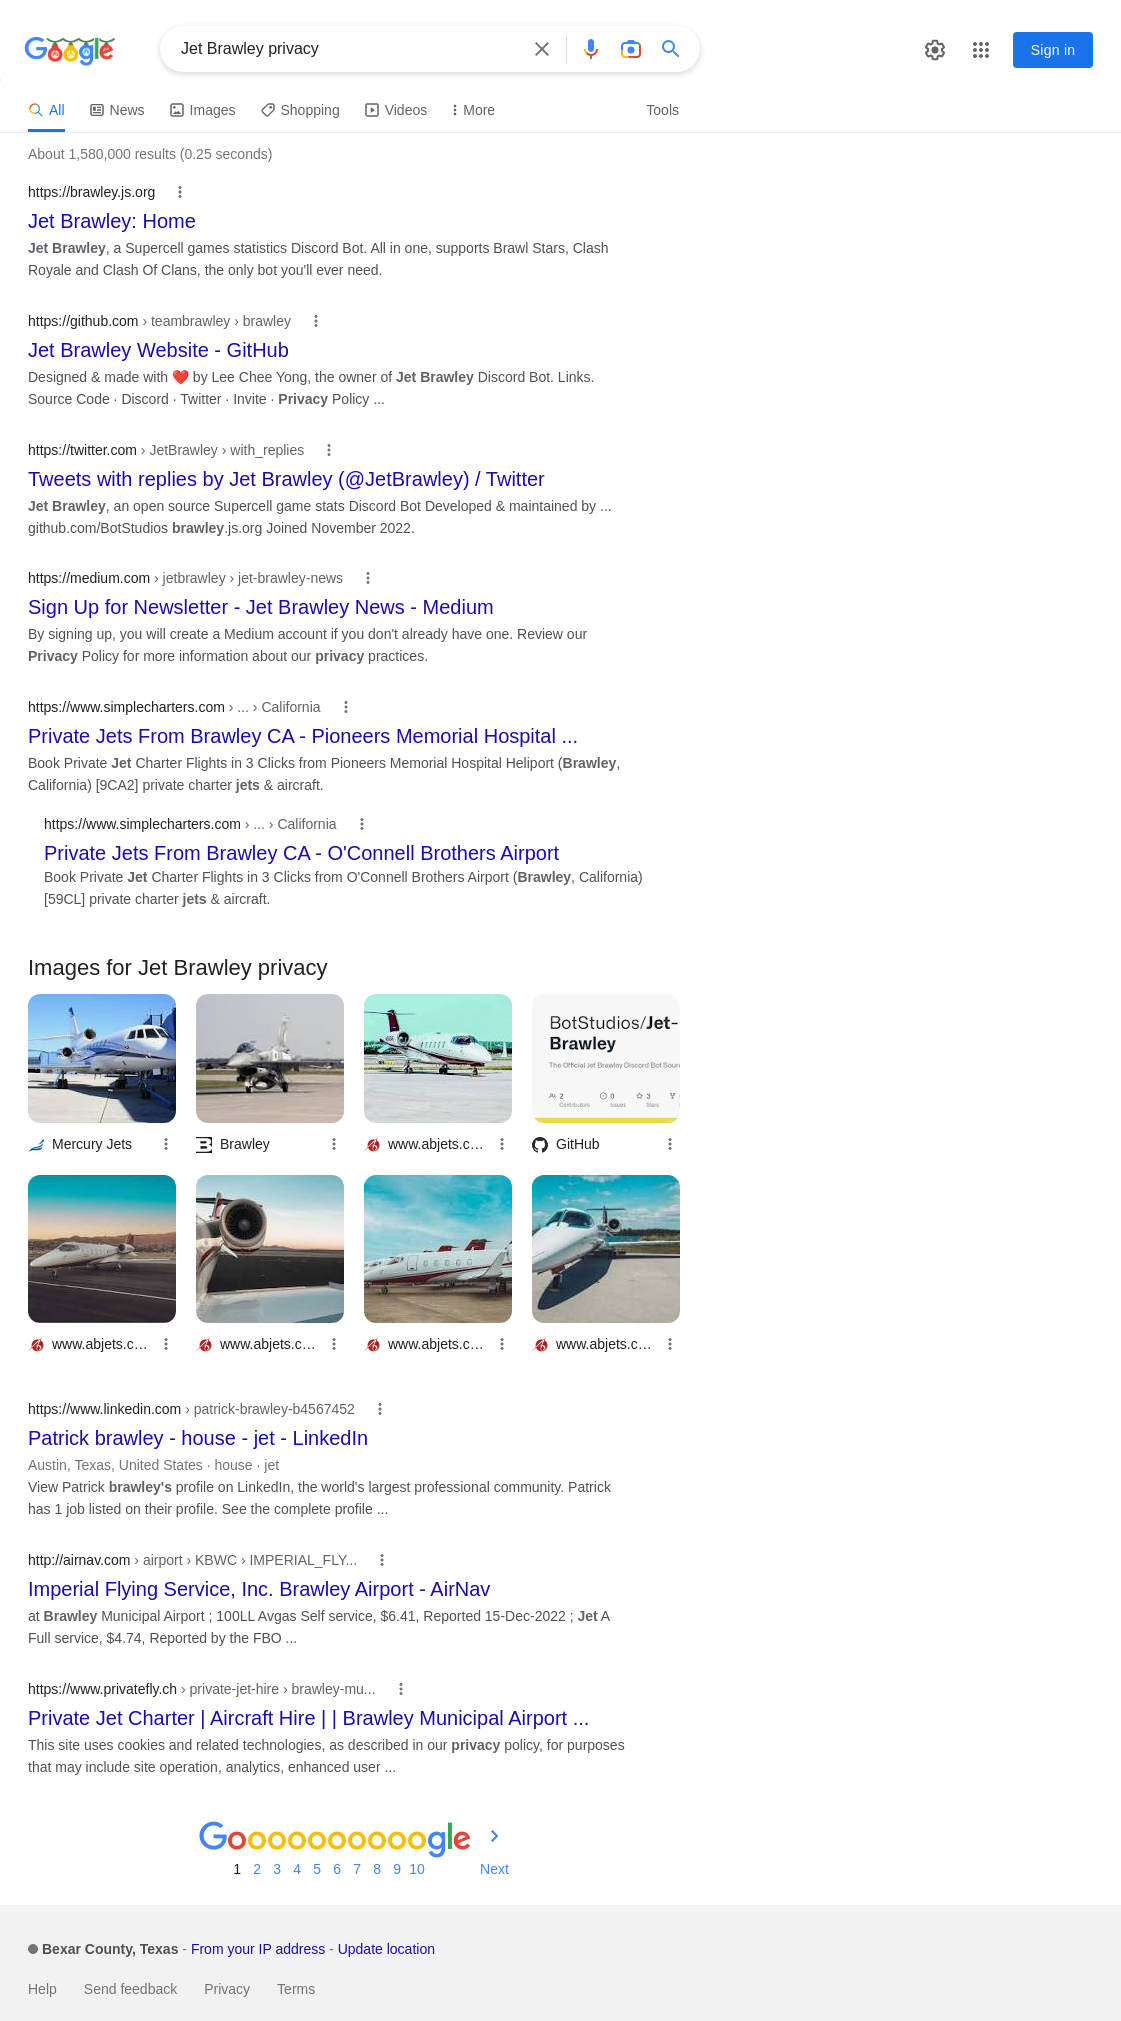 Google
Jet Brawley privacy
Sign in
All
News
Images
Shopping
Videos
More
Tools
About 1,580,000 results (0.25 seconds)
https://brawley.js.org
Jet Brawley: Home
Jet Brawley, a Supercell games statistics Discord Bot. All in one, supports Brawl Stars, Clash
Royale and Clash Of Clans, the only bot you'll ever need.
https://github.com › teambrawley › brawley
Jet Brawley Website - GitHub
Designed & made with ❤️ by Lee Chee Yong, the owner of Jet Brawley Discord Bot. Links.
Source Code · Discord · Twitter · Invite · Privacy Policy ...
https://twitter.com › JetBrawley › with_replies
Tweets with replies by Jet Brawley (@JetBrawley) / Twitter
Jet Brawley, an open source Supercell game stats Discord Bot Developed & maintained by ...
github.com/BotStudios brawley.js.org Joined November 2022.
https://medium.com › jetbrawley › jet-brawley-news
Sign Up for Newsletter - Jet Brawley News - Medium
By signing up, you will create a Medium account if you don't already have one. Review our
Privacy Policy for more information about our privacy practices.
https://www.simplecharters.com › ... › California
Private Jets From Brawley CA - Pioneers Memorial Hospital ...
Book Private Jet Charter Flights in 3 Clicks from Pioneers Memorial Hospital Heliport (Brawley,
California) [9CA2] private charter jets & aircraft.
https://www.simplecharters.com › ... › California
Private Jets From Brawley CA - O'Connell Brothers Airport
Book Private Jet Charter Flights in 3 Clicks from O'Connell Brothers Airport (Brawley, California)
[59CL] private charter jets & aircraft.
Images for Jet Brawley privacy
BotStudios/Jet-
Brawley
The Official Jet Brawley Discord Bot Sour
2 0 3
Contributors Issues Stars
Mercury Jets
Brawley
www.abjets.c...
GitHub
www.abjets.c...
www.abjets.c...
www.abjets.c...
www.abjets.c...
https://www.linkedin.com › patrick-brawley-b4567452
Patrick brawley - house - jet - LinkedIn
Austin, Texas, United States · house · jet
View Patrick brawley's profile on LinkedIn, the world's largest professional community. Patrick
has 1 job listed on their profile. See the complete profile ...
http://airnav.com › airport › KBWC › IMPERIAL_FLY...
Imperial Flying Service, Inc. Brawley Airport - AirNav
at Brawley Municipal Airport ; 100LL Avgas Self service, $6.41, Reported 15-Dec-2022 ; Jet A
Full service, $4.74, Reported by the FBO ...
https://www.privatefly.ch › private-jet-hire › brawley-mu...
Private Jet Charter | Aircraft Hire | | Brawley Municipal Airport ...
This site uses cookies and related technologies, as described in our privacy policy, for purposes
that may include site operation, analytics, enhanced user ...
Goooooooooogle
1 2 3 4 5 6 7 8 9 10 Next
Bexar County, Texas - From your IP address - Update location
Help Send feedback Privacy Terms